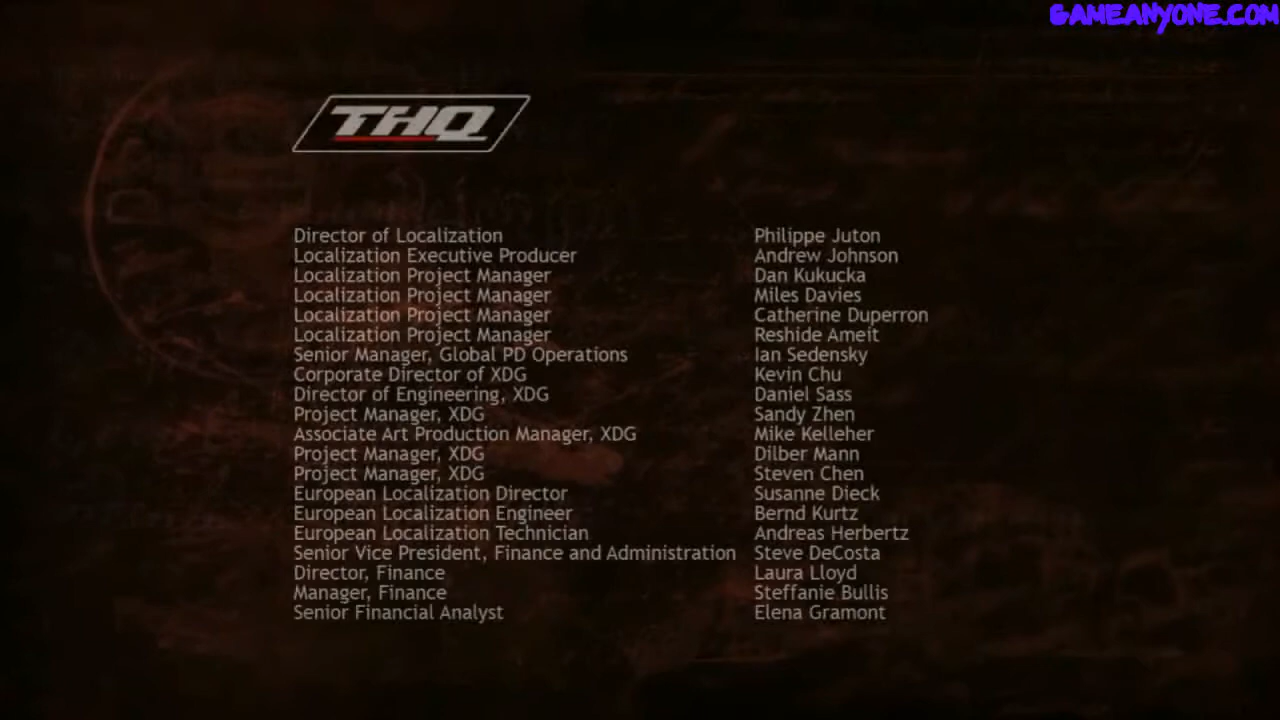 GAMEANYONE.COM
THQ
Director of Localization Philippe Juton
Localization Executive Producer Andrew Johnson
Localization Project Manager Dan Kukucka
Localization Project Manager Miles Davies
Localization Project Manager Catherine Duperron
Localization Project Manager Reshide Ameit
Senior Manager, Global PD Operations Ian Sedensky
Corporate Director of XDG Kevin Chu
Director of Engineering, XDG Daniel Sass
Project Manager, XDG Sandy Zhen
Associate Art Production Manager, XDG Mike Kelleher
Project Manager, XDG Dilber Mann
Project Manager, XDG Steven Chen
European Localization Director Susanne Dieck
European Localization Engineer Bernd Kurtz
European Localization Technician Andreas Herbertz
Senior Vice President, Finance and Administration Steve DeCosta
Director, Finance Laura Lloyd
Manager, Finance Steffanie Bullis
Senior Financial Analyst Elena Gramont